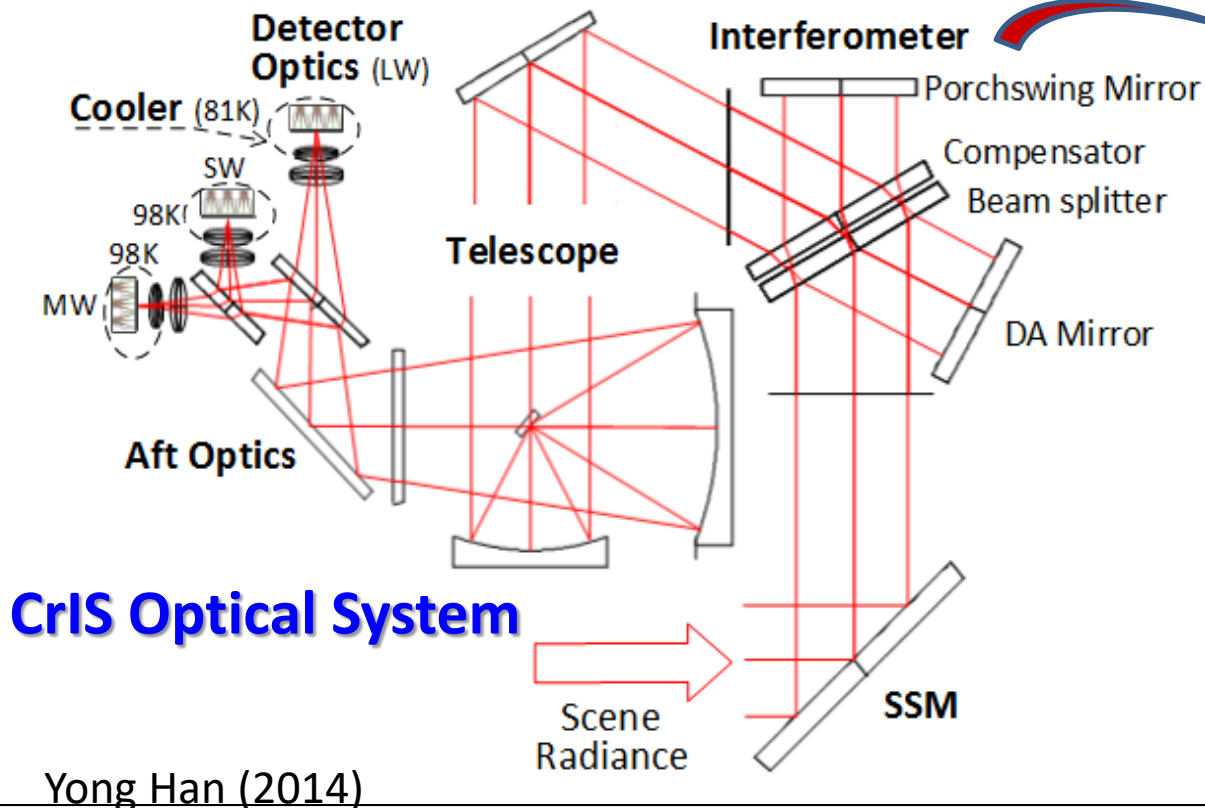 Detector
Optics (LW)
Interferometer
Cooler (81K)
Porchswing Mirror
SW
Compensator
98K
Beam splitter
98K
Telescope
MW
DA Mirror
Aft Optics
CrIS Optical System
SSM
Scene
Radiance
Yong Han (2014)